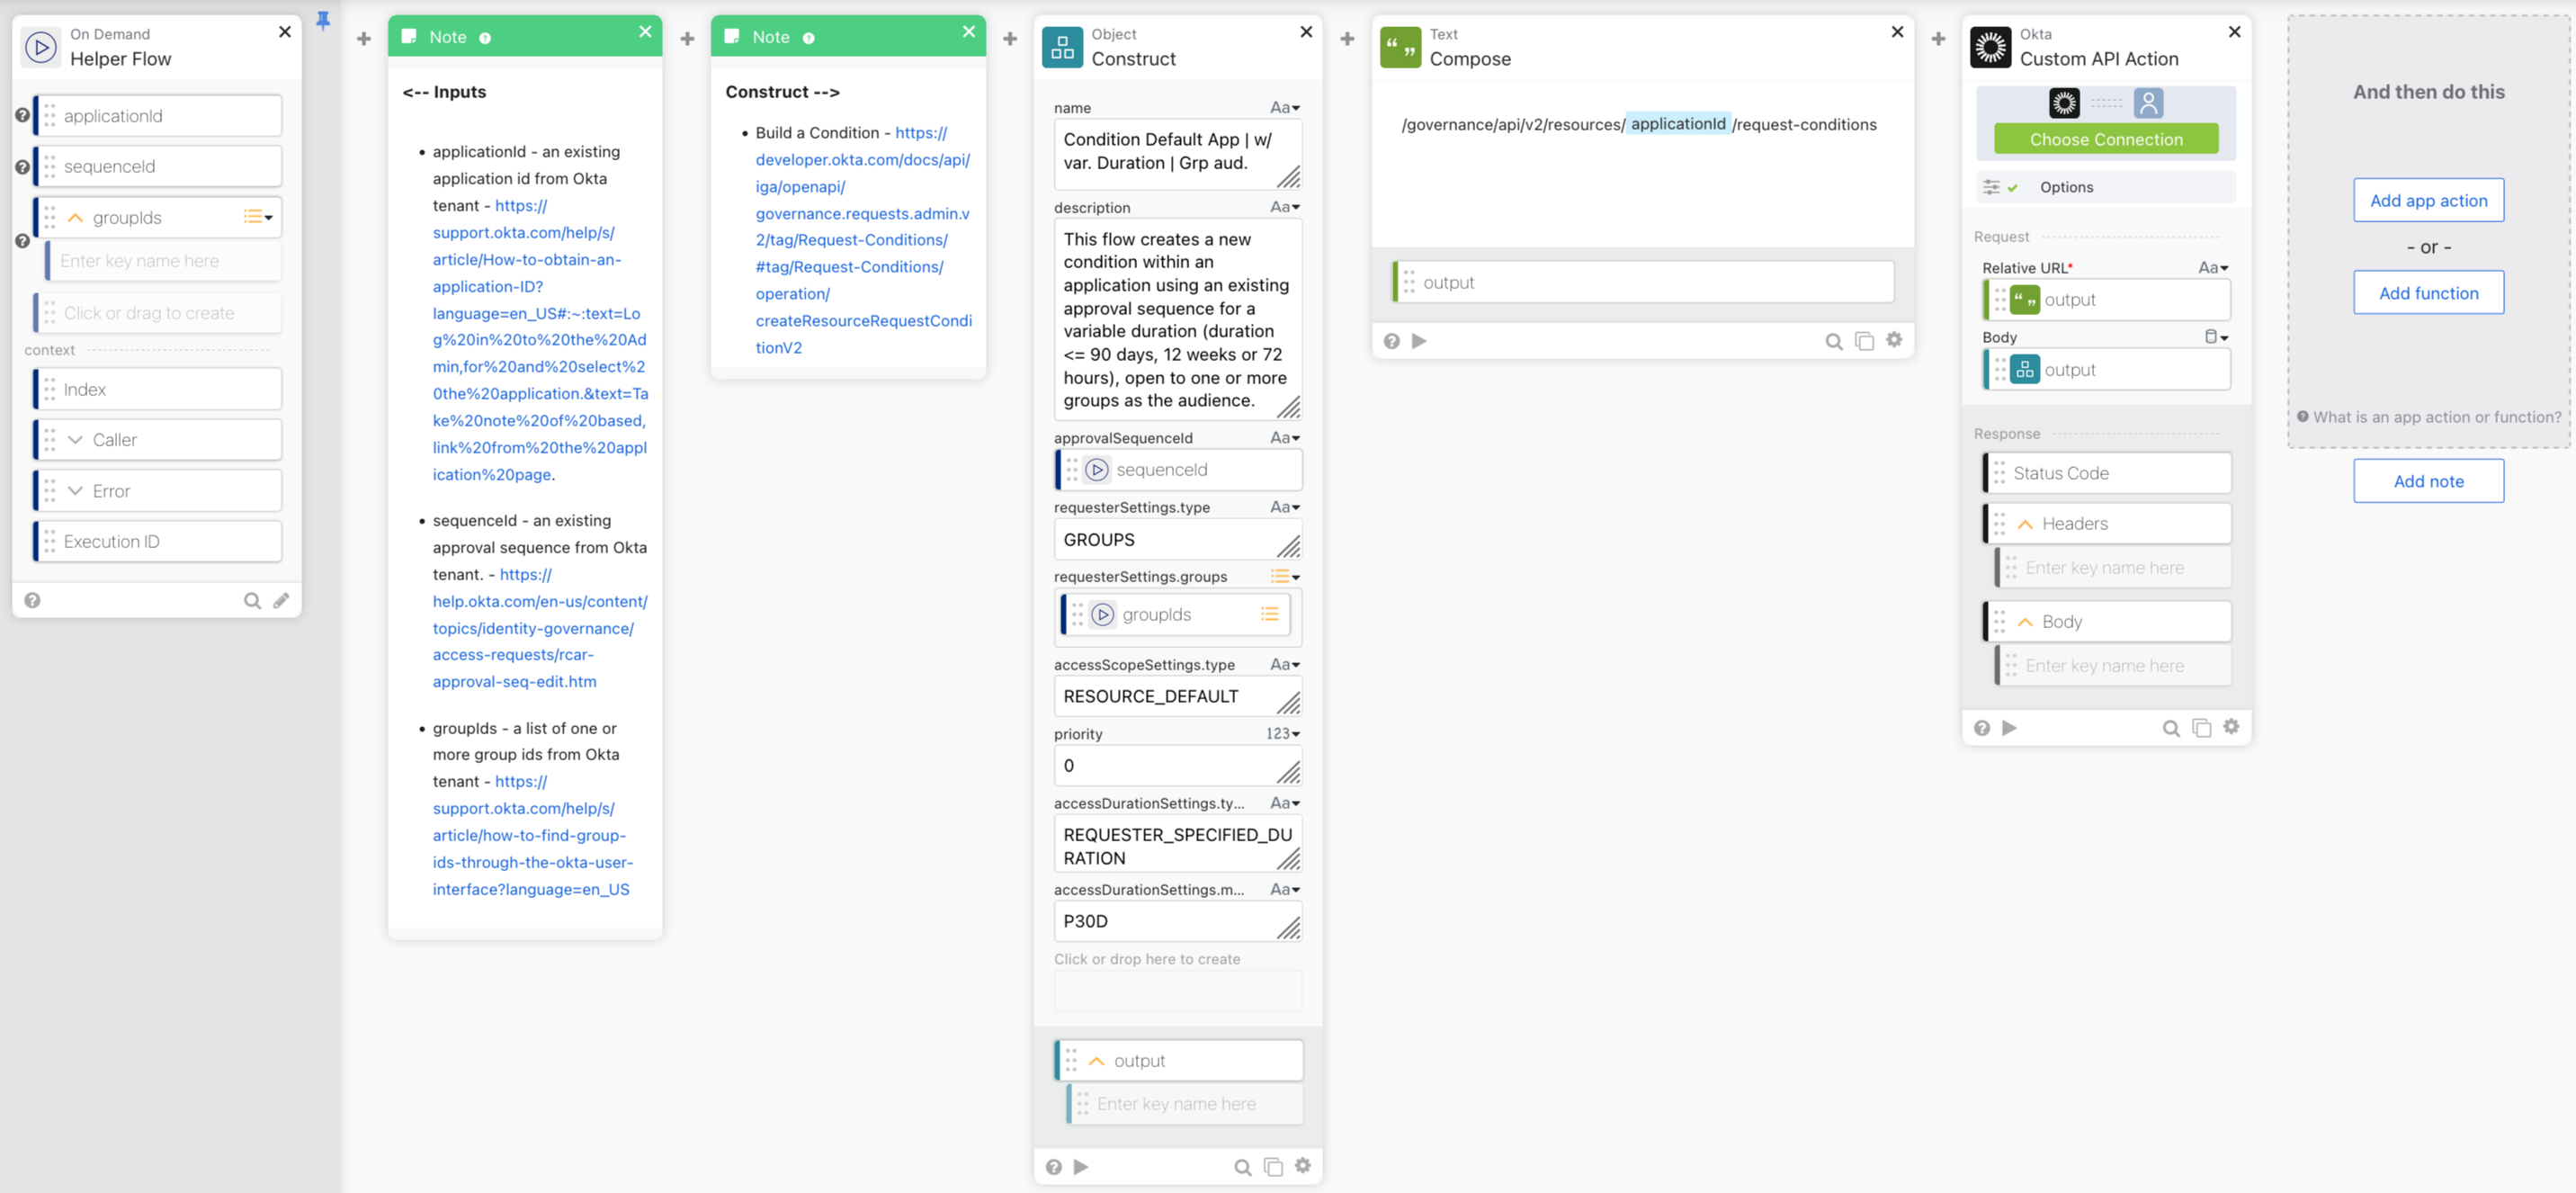 On Demand
Helper Flow
applicationId
sequenceId
groupIds
Enter key name here
Click or drag to create
context
Index
Caller
Error
Execution ID
Note
<-- Inputs
• applicationId - an existing
application id from Okta
tenant - https://
support.okta.com/help/s/
article/How-to-obtain-an-
application-ID?
language=en_US#:~:text=Lo
g%20in%20to%20the%20Ad
min,for%20and%20select%2
0the%20application.&text=Ta
ke%20note%20of%20based,
link%20from%20the%20appl
ication%20page.
• sequenceId - an existing
approval sequence from Okta
tenant. - https://
help.okta.com/en-us/content/
topics/identity-governance/
access-requests/rcar-
approval-seq-edit.htm
• groupIds - a list of one or
more group ids from Okta
tenant - https://
support.okta.com/help/s/
article/how-to-find-group-
ids-through-the-okta-user-
interface?language=en_US
Note
Construct -->
• Build a Condition - https://
developer.okta.com/docs/api/
iga/openapi/
governance.requests.admin.v
2/tag/Request-Conditions/
#tag/Request-Conditions/
operation/
createResourceRequestCondi
tionV2
Object
Construct
name Aa
Condition Default App | w/
var. Duration | Grp aud.
description Aa
This flow creates a new
condition within an
application using an existing
approval sequence for a
variable duration (duration
<= 90 days, 12 weeks or 72
hours), open to one or more
groups as the audience.
approvalSequenceId Aa
sequenceId
requesterSettings.type Aa
GROUPS
requesterSettings.groups
groupIds
accessScopeSettings.type Aa
RESOURCE_DEFAULT
priority 123
0
accessDurationSettings.ty... Aa
REQUESTER_SPECIFIED_DU
RATION
accessDurationSettings.m... Aa
P30D
Click or drop here to create
output
Enter key name here
Text
Compose
/governance/api/v2/resources/ applicationId /request-conditions
output
Okta
Custom API Action
Choose Connection
Options
Request
Relative URL* Aa
output
Body
output
Response
Status Code
Headers
Enter key name here
Body
Enter key name here
And then do this
Add app action
- or -
Add function
What is an app action or function?
Add note